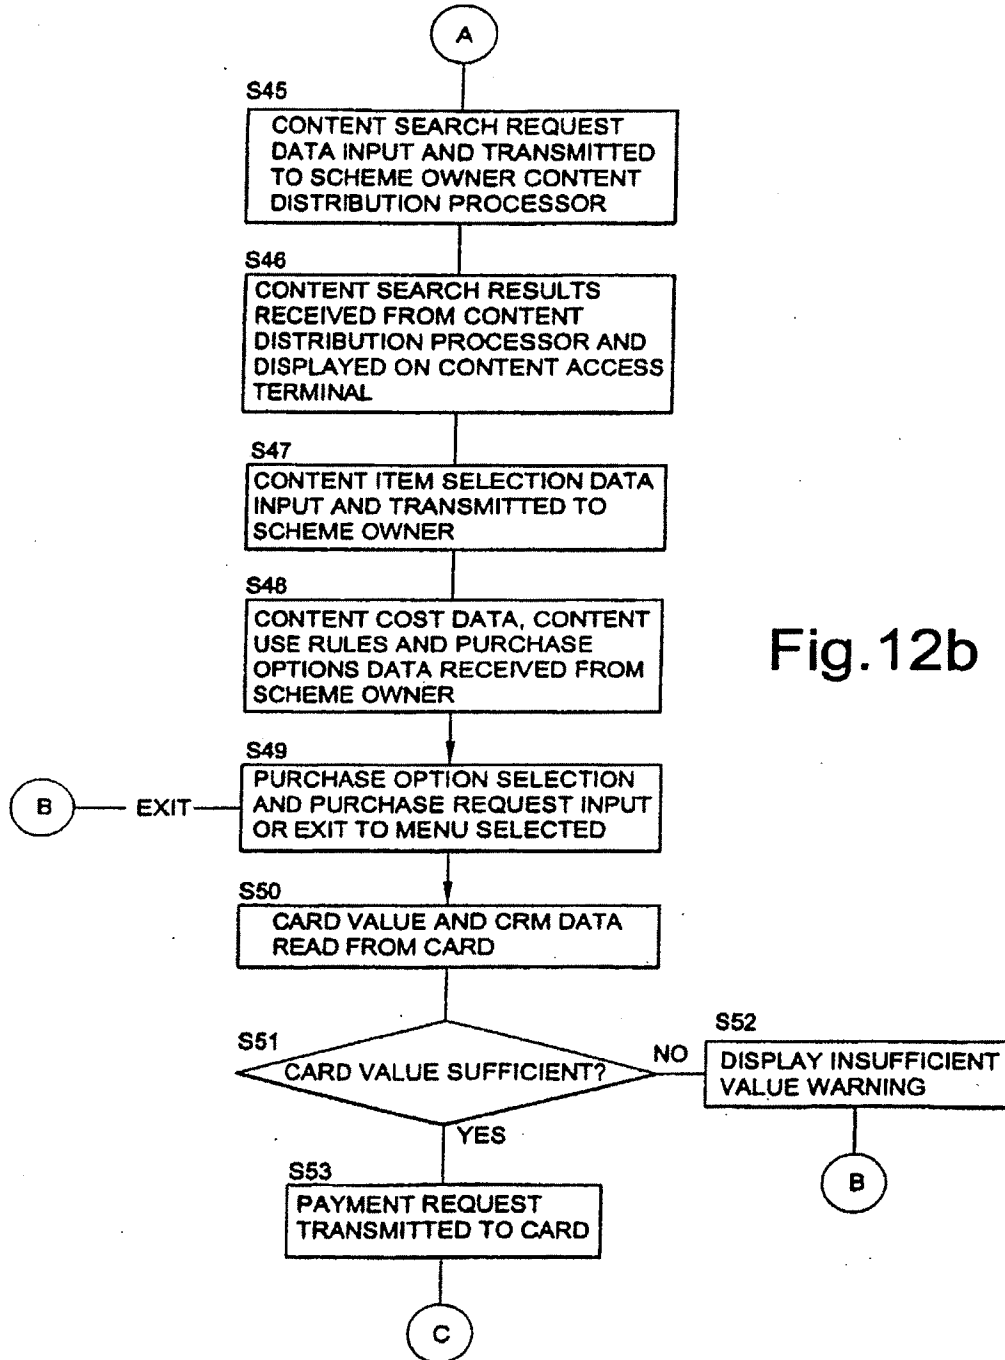 A
S45
CONTENT SEARCH REQUEST
DATA INPUT AND TRANSMITTED
TO SCHEME OWNER CONTENT
DISTRIBUTION PROCESSOR
S46
CONTENT SEARCH RESULTS
RECEIVED FROM CONTENT
DISTRIBUTION PROCESSOR AND
DISPLAYED ON CONTENT ACCESS
TERMINAL
S47
CONTENT ITEM SELECTION DATA
INPUT AND TRANSMITTED TO
SCHEME OWNER
S48
CONTENT COST DATA, CONTENT
USE RULES AND PURCHASE
OPTIONS DATA RECEIVED FROM
SCHEME OWNER
Fig.12b
S49
PURCHASE OPTION SELECTION
AND PURCHASE REQUEST INPUT
OR EXIT TO MENU SELECTED
B
EXIT
S50
CARD VALUE AND CRM DATA
READ FROM CARD
S51
CARD VALUE SUFFICIENT?
NO
S52
DISPLAY INSUFFICIENT
VALUE WARNING
B
YES
S53
PAYMENT REQUEST
TRANSMITTED TO CARD
C